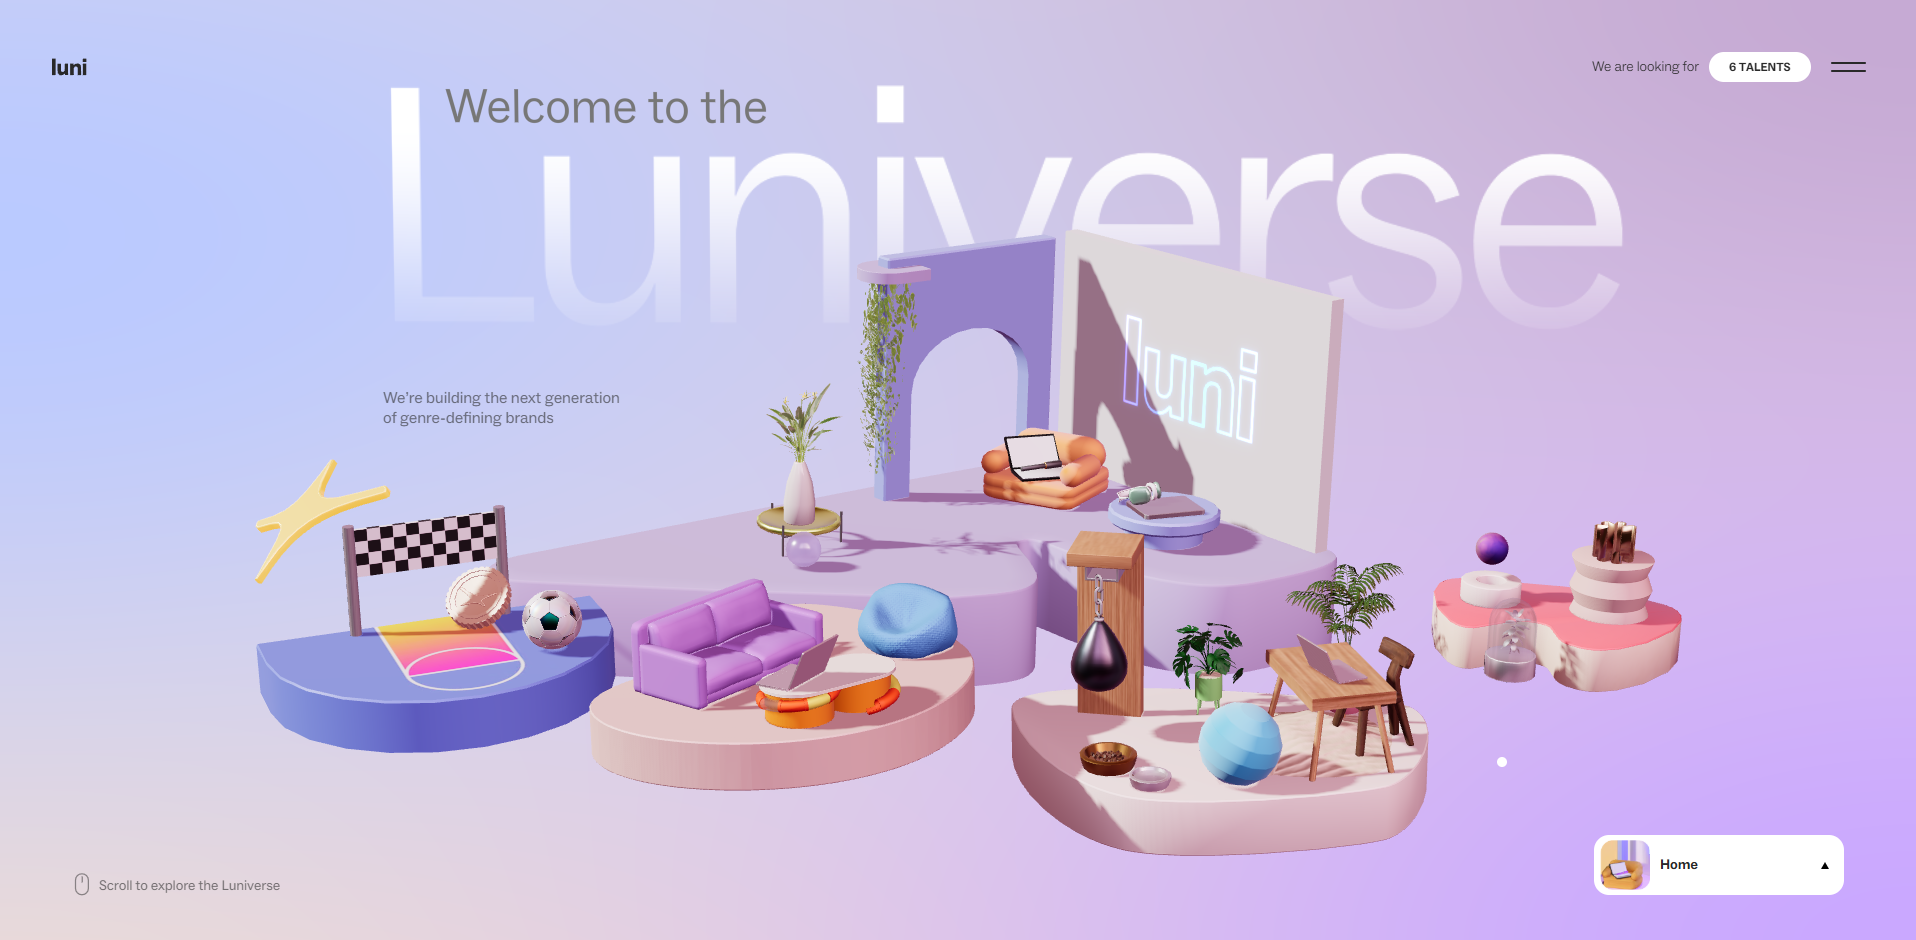 luni
We are looking for
6 TALENTS
Welcome to the
Luniverse
luni
We're building the next generation
of genre-defining brands
Scroll to explore the Luniverse
Home